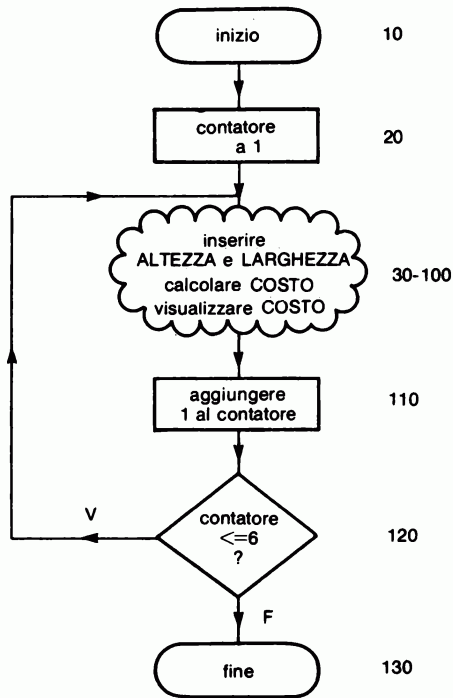 inizio
10
contatore
a 1
20
inserire
ALTEZZA e LARGHEZZA
calcolare COSTO
visualizzare COSTO
30-100
aggiungere
1 al contatore
110
V
contatore
<=6
?
120
F
fine
130